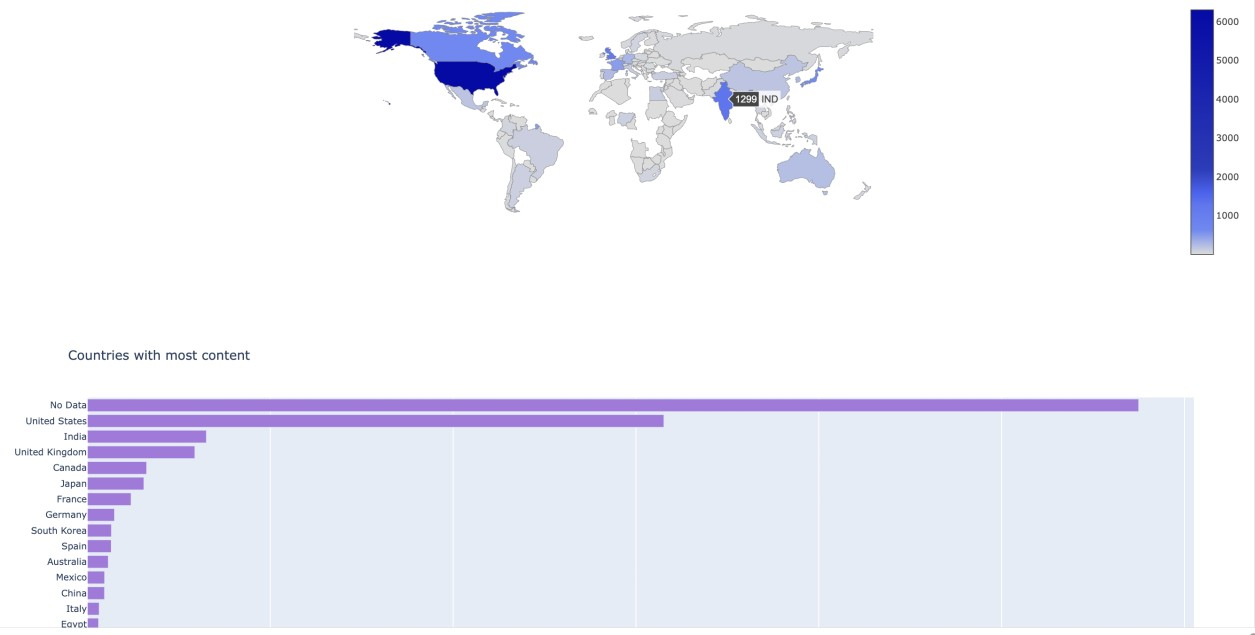 6000
5000
4000
3000
2000
1000
1299 IND
Countries with most content
No Data
United States
India
United Kingdom
Canada
Japan
France
Germany
South Korea
Spain
Australia
Mexico
China
Italy
Egypt